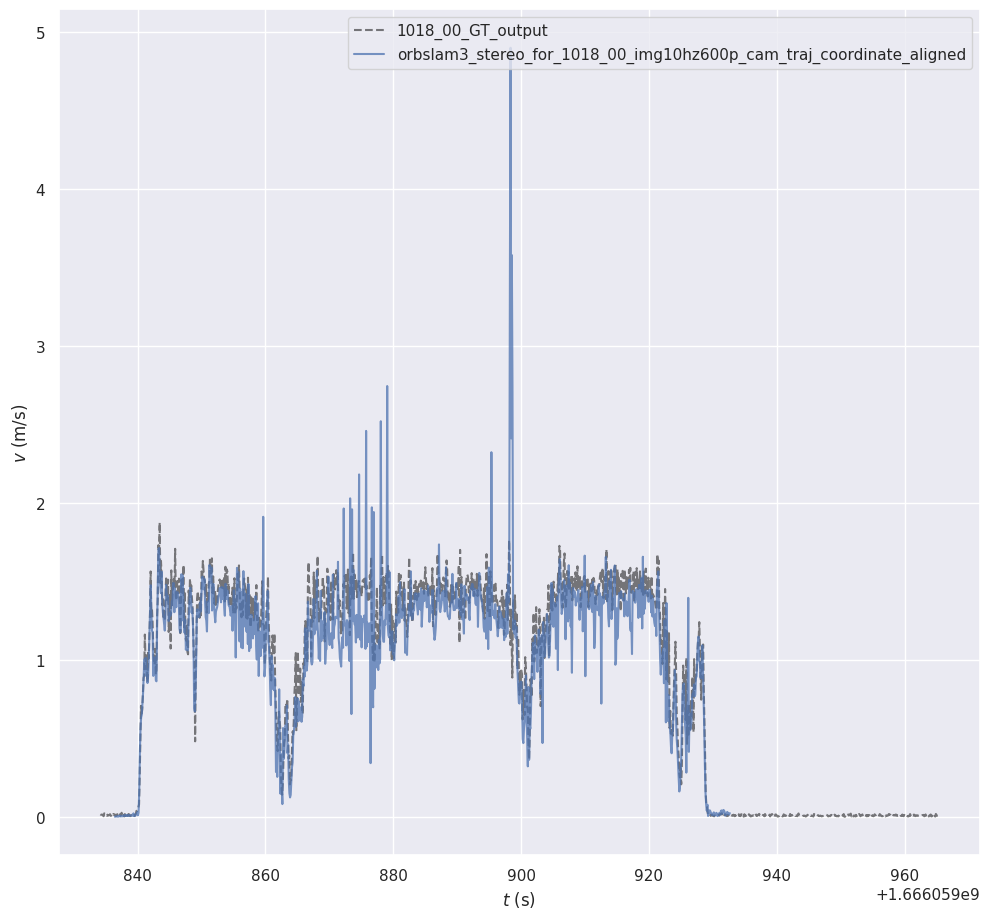 1018_00_GT_output
orbslam3_stereo_for_1018_00_img10hz600p_cam_traj_coordinate_aligned
5
4
3
2
1
0
v (m/s)
840
860
880
900
920
940
960
+1.666059e9
t (s)